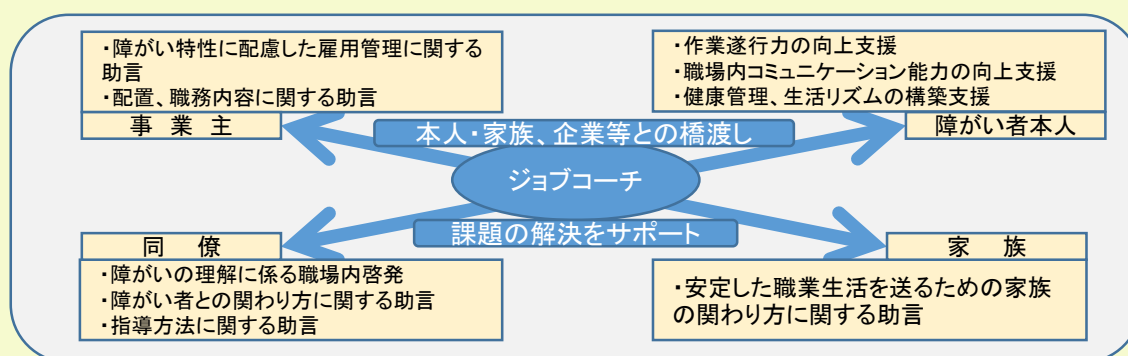 ・障がい特性に配慮した雇用管理に関する
助言
・配置、職務内容に関する助言
事 業 主
・作業遂行力の向上支援
・職場内コミュニケーション能力の向上支援
・健康管理、生活リズムの構築支援
障がい者本人
本人・家族、企業等との橋渡し
ジョブコーチ
課題の解決をサポート
同 僚
・障がいの理解に係る職場内啓発
・障がい者との関わり方に関する助言
・指導方法に関する助言
家 族
・安定した職業生活を送るための家族
の関わり方に関する助言